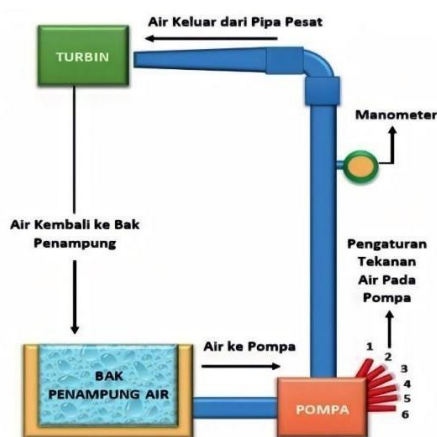 Air Keluar dari Pipa Pesat
TURBIN
Manometer
Air Kembali ke Bak
Penampung
Pengaturan
Tekanan
Air Pada
Pompa
Air ke Pompa
1
2
3
4
5
6
BAK
PENAMPUNG AIR
POMPA